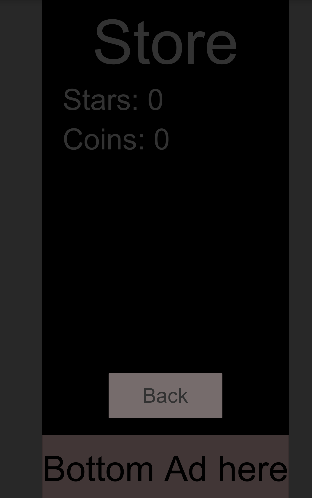 Store
Stars: 0
Coins: 0
Back
Bottom Ad here